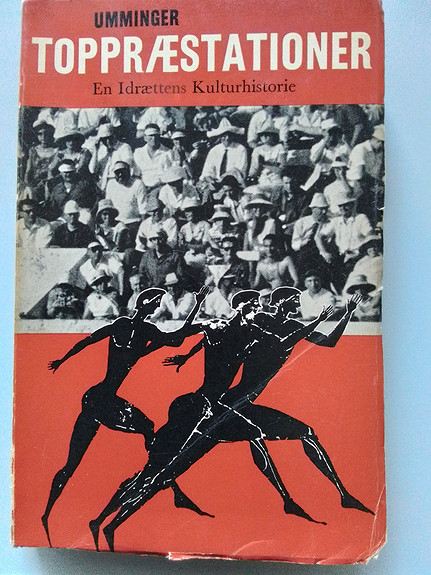 UMMINGER
TOPPRÆSTATIONER
En Idrættens Kulturhistorie